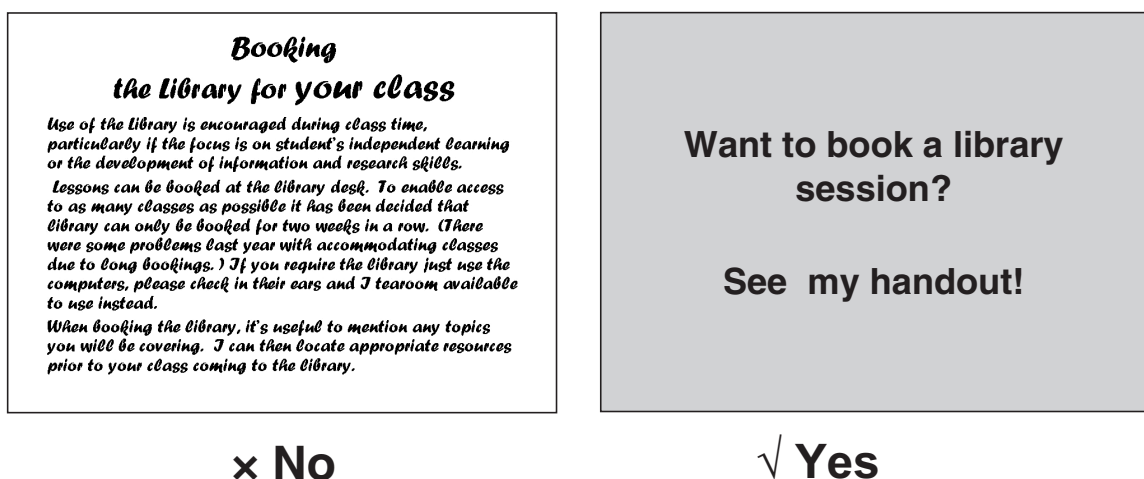 Booking
the Library for your class
Use of the Library is encouraged during class time,
particularly if the focus is on student's independent learning
or the development of information and research skills.
Lessons can be booked at the library desk. To enable access
to as many classes as possible it has been decided that
library can only be booked for two weeks in a row. (There
were some problems last year with accommodating classes
due to long bookings. ) If you require the library just use the
computers, please check in their ears and I tearoom available
to use instead.
When booking the library, it's useful to mention any topics
you will be covering. I can then locate appropriate resources
prior to your class coming to the library.
× No
Want to book a library
session?
See my handout!
√ Yes